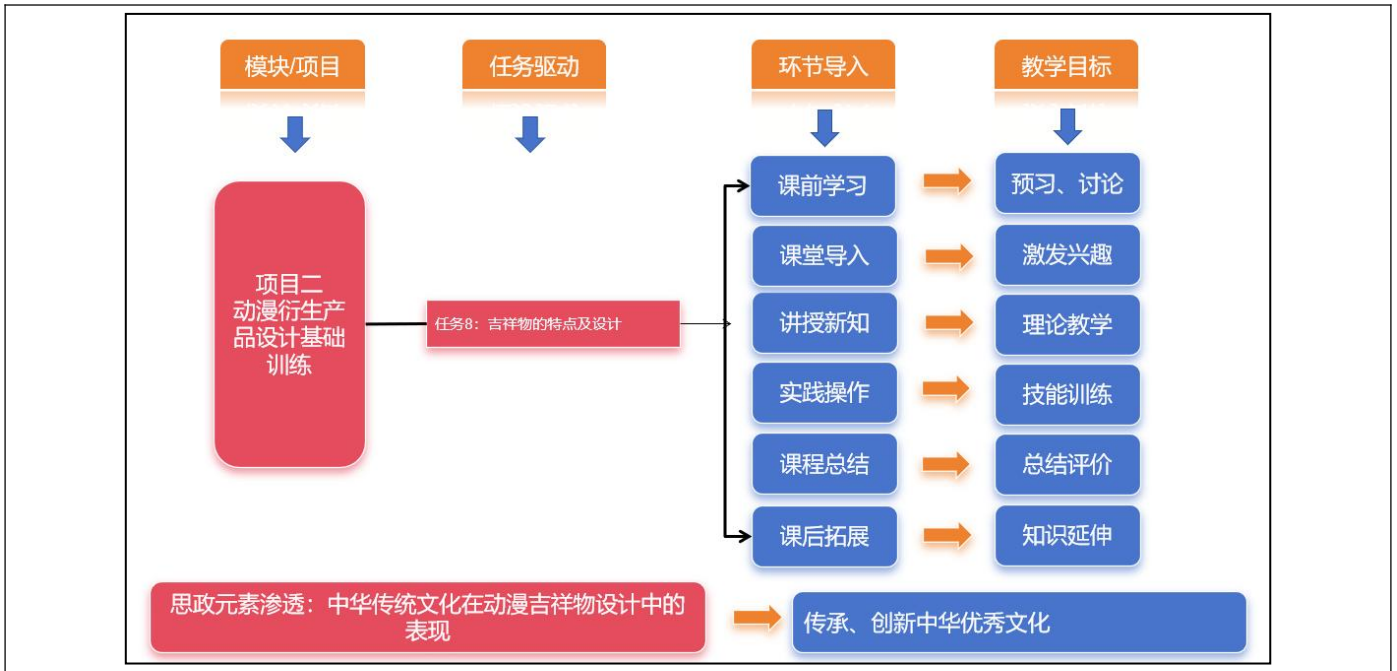 模块/项目
任务驱动
环节导入
教学目标
项目二
动漫衍生产
品设计基础
训练
任务8：吉祥物的特点及设计
课前学习
预习、讨论
课堂导入
激发兴趣
讲授新知
理论教学
实践操作
技能训练
课程总结
总结评价
课后拓展
知识延伸
思政元素渗透：中华传统文化在动漫吉祥物设计中的
表现
传承、创新中华优秀文化